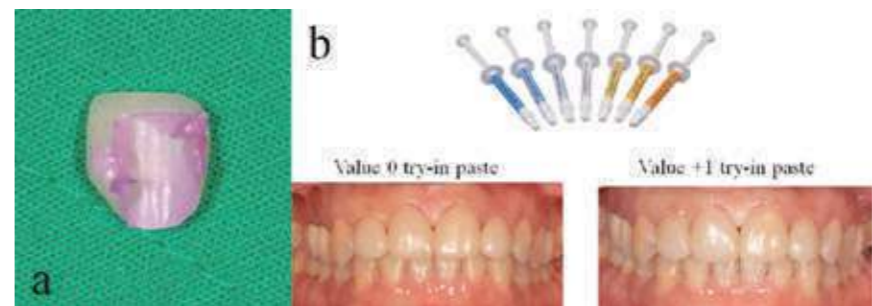 b
Value 0 try-in paste
Value +1 try-in paste
a